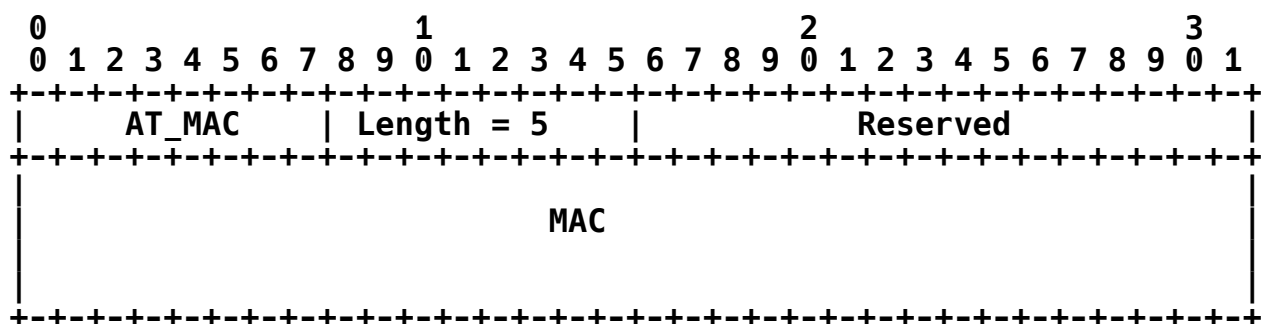 0                   1                   2                   3
 0 1 2 3 4 5 6 7 8 9 0 1 2 3 4 5 6 7 8 9 0 1 2 3 4 5 6 7 8 9 0 1
+-+-+-+-+-+-+-+-+-+-+-+-+-+-+-+-+-+-+-+-+-+-+-+-+-+-+-+-+-+-+-+-+
|     AT_MAC    | Length = 5    |           Reserved            |
+-+-+-+-+-+-+-+-+-+-+-+-+-+-+-+-+-+-+-+-+-+-+-+-+-+-+-+-+-+-+-+-+
|                                                               |
|                           MAC                                 |
|                                                               |
|                                                               |
+-+-+-+-+-+-+-+-+-+-+-+-+-+-+-+-+-+-+-+-+-+-+-+-+-+-+-+-+-+-+-+-+